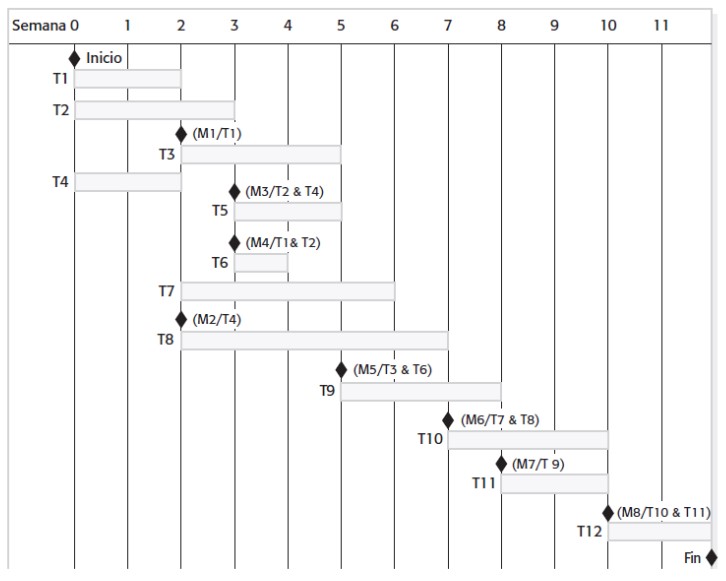 Semana 0 1 2 3 4 5 6 7 8 9 10 11
Inicio
T1
T2
(M1/T1)
T3
T4
(M3/T2 & T4)
T5
(M4/T1& T2)
T6
T7
(M2/T4)
T8
(M5/T3 & T6)
T9
(M6/T7 & T8)
T10
(M7/T 9)
T11
(M8/T10 & T11)
T12
Fin